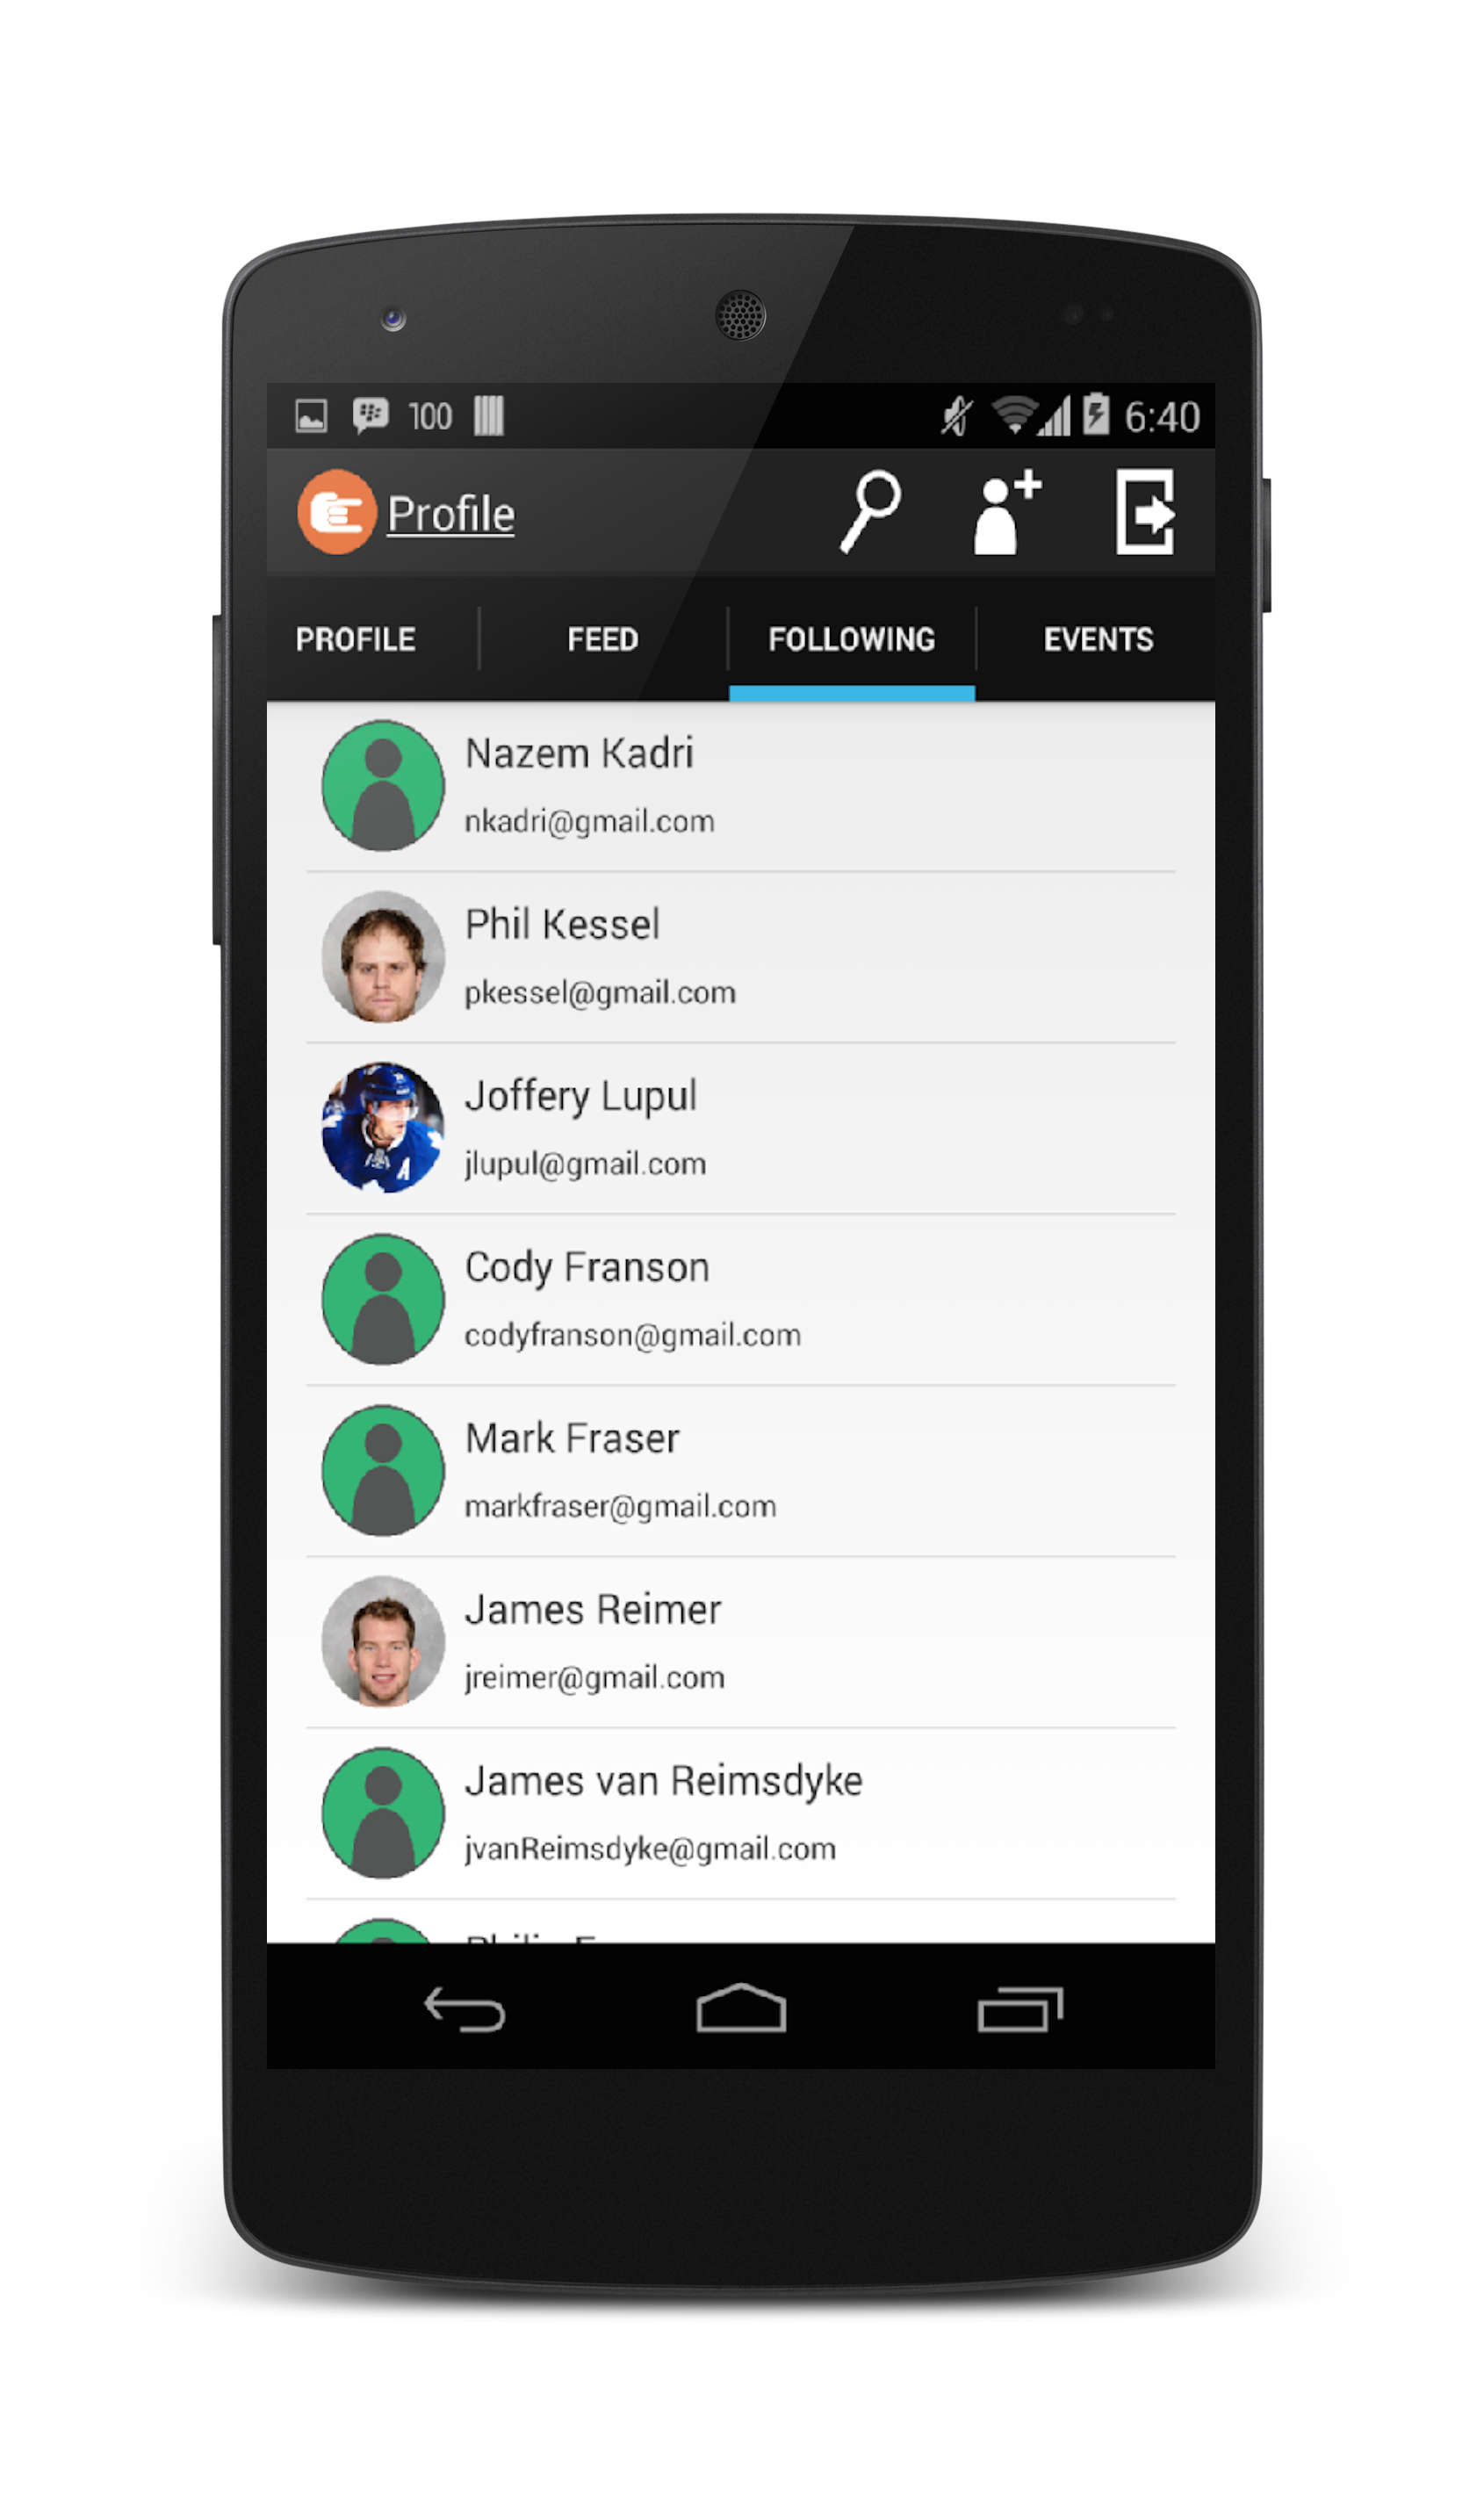 100 6:40
Profile
PROFILE FEED FOLLOWING EVENTS
Nazem Kadri
nkadri@gmail.com
Phil Kessel
pkessel@gmail.com
Joffery Lupul
jlupul@gmail.com
Cody Franson
codyfranson@gmail.com
Mark Fraser
markfraser@gmail.com
James Reimer
jreimer@gmail.com
James van Reimsdyke
jvanReimsdyke@gmail.com